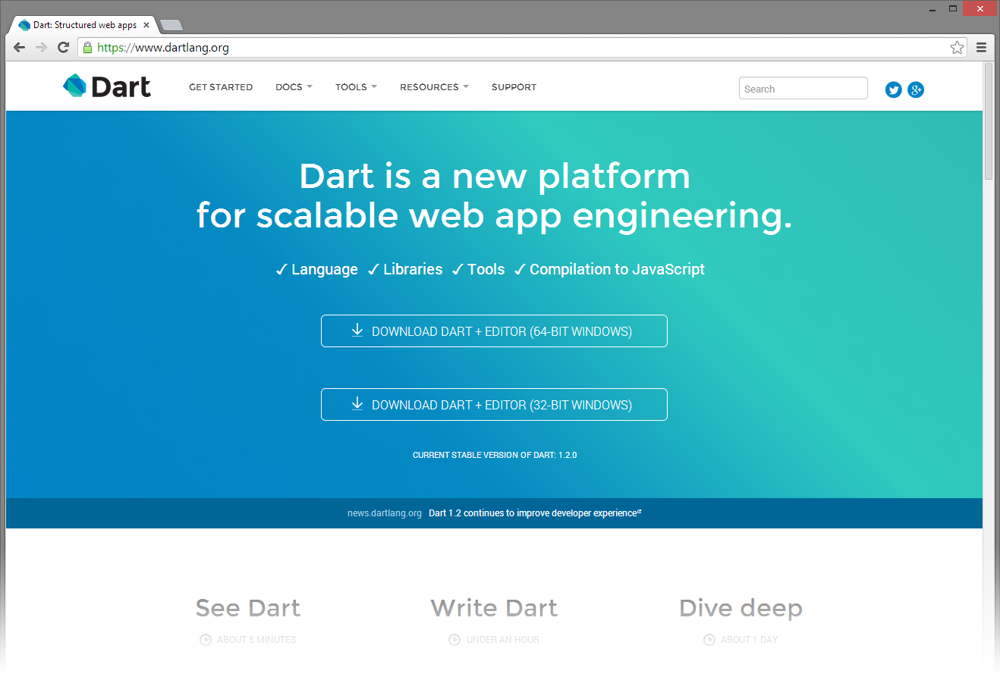 Dart: Structured web apps
https://www.dartlang.org
Dart GET STARTED DOCS TOOLS RESOURCES SUPPORT Search g+
Dart is a new platform
for scalable web app engineering.
✓ Language ✓ Libraries ✓ Tools ✓ Compilation to JavaScript
DOWNLOAD DART + EDITOR (64-BIT WINDOWS)
DOWNLOAD DART + EDITOR (32-BIT WINDOWS)
CURRENT STABLE VERSION OF DART: 1.2.0
news.dartlang.org Dart 1.2 continues to improve developer experience
See Dart Write Dart Dive deep
ABOUT 5 MINUTES UNDER AN HOUR ABOUT 1 DAY